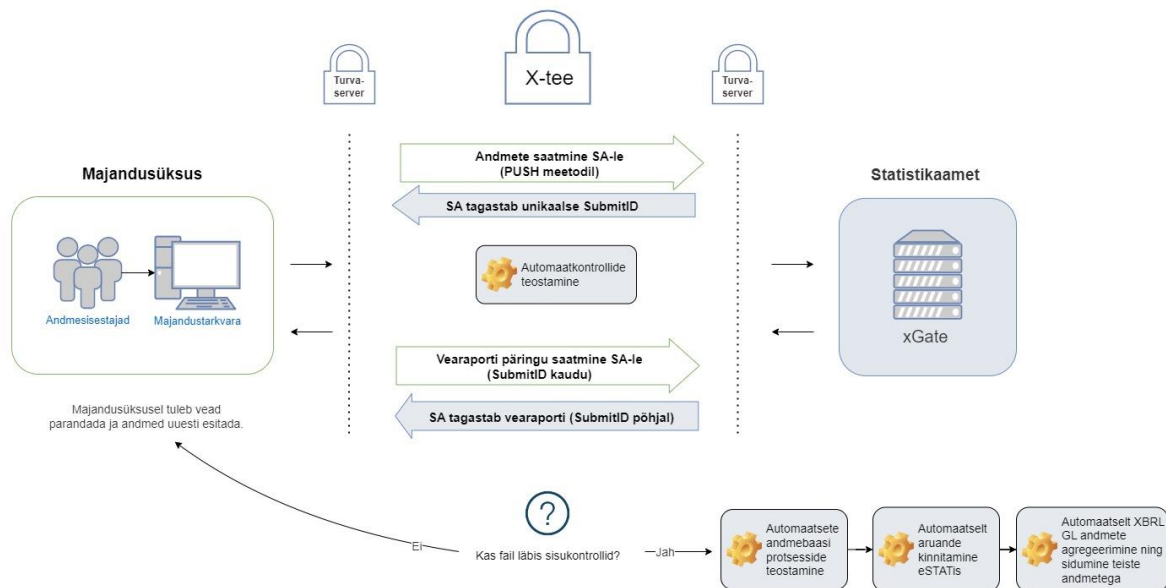 X-tee
Turva-
server
Turva-
server
Majandusüksus
Andmesisestajad
Majandustarkvara
Andmete saatmine SA-le
(PUSH meetodil)
SA tagastab unikaalse SubmitID
Automaatkontrollide
teostamine
Vearaporti päringu saatmine SA-le
(SubmitID kaudu)
SA tagastab vearaporti (SubmitID põhjal)
Statistikaamet
xGate
Majandusüksusel tuleb vead
parandada ja andmed uuesti esitada.
?
Kas fail läbis sisukontrollid?
Ei
Jah
Automaatsete
andmebaasi
protsesside
teostamine
Automaatselt
aruande
kinnitamine
eSTATis
Automaatselt XBRL
GL andmete
agregeerimine ning
sidumine teiste
andmetega